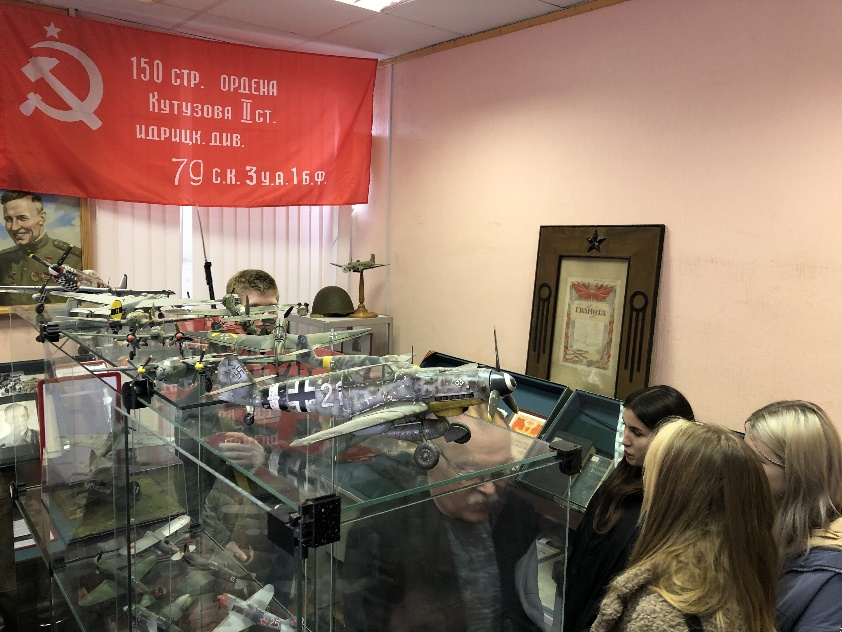 150 СТР. ОРДЕНА
КУТУЗОВА II СТ.
ИДРИЦК. ДИВ.
79 С.К. 3 У.А. 1 Б.Ф.
ГРАМОТА